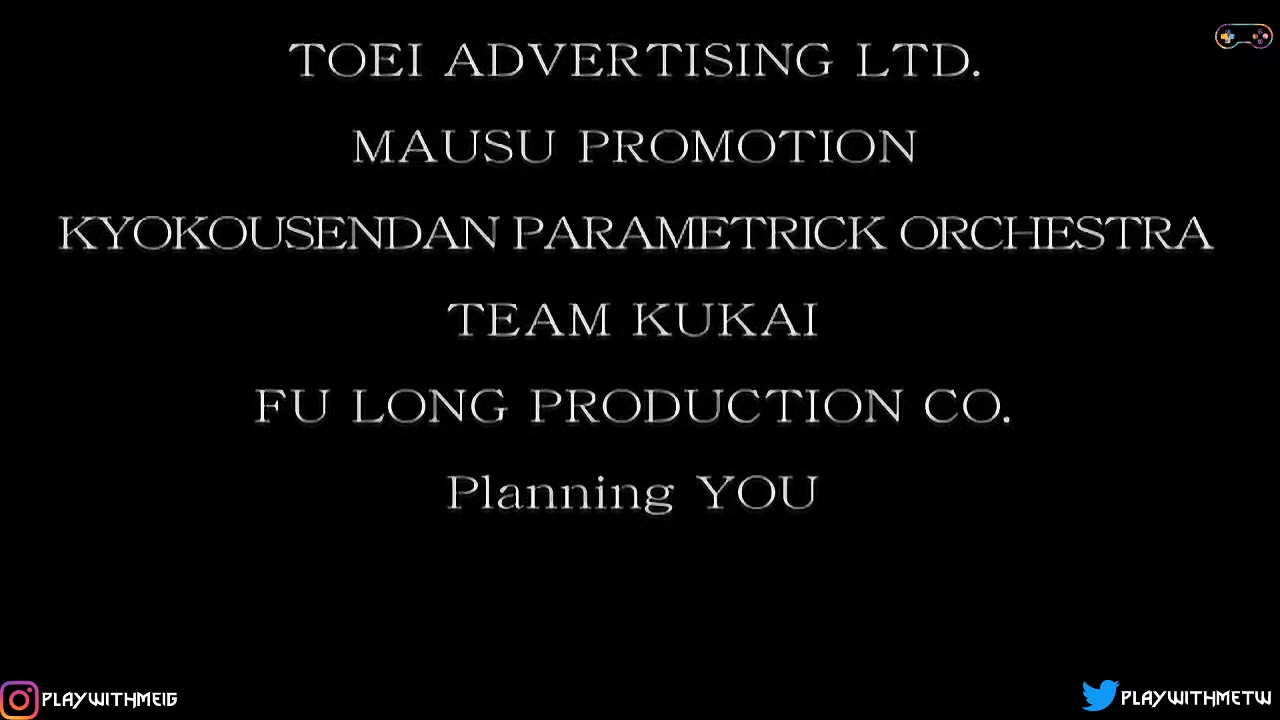 TOEI ADVERTISING LTD.
MAUSU PROMOTION
KYOKOUSENDAN PARAMETRICK ORCHESTRA
TEAM KUKAI
FU LONG PRODUCTION CO.
Planning YOU
PLAYWITHMEIG
PLAYWITHMETW